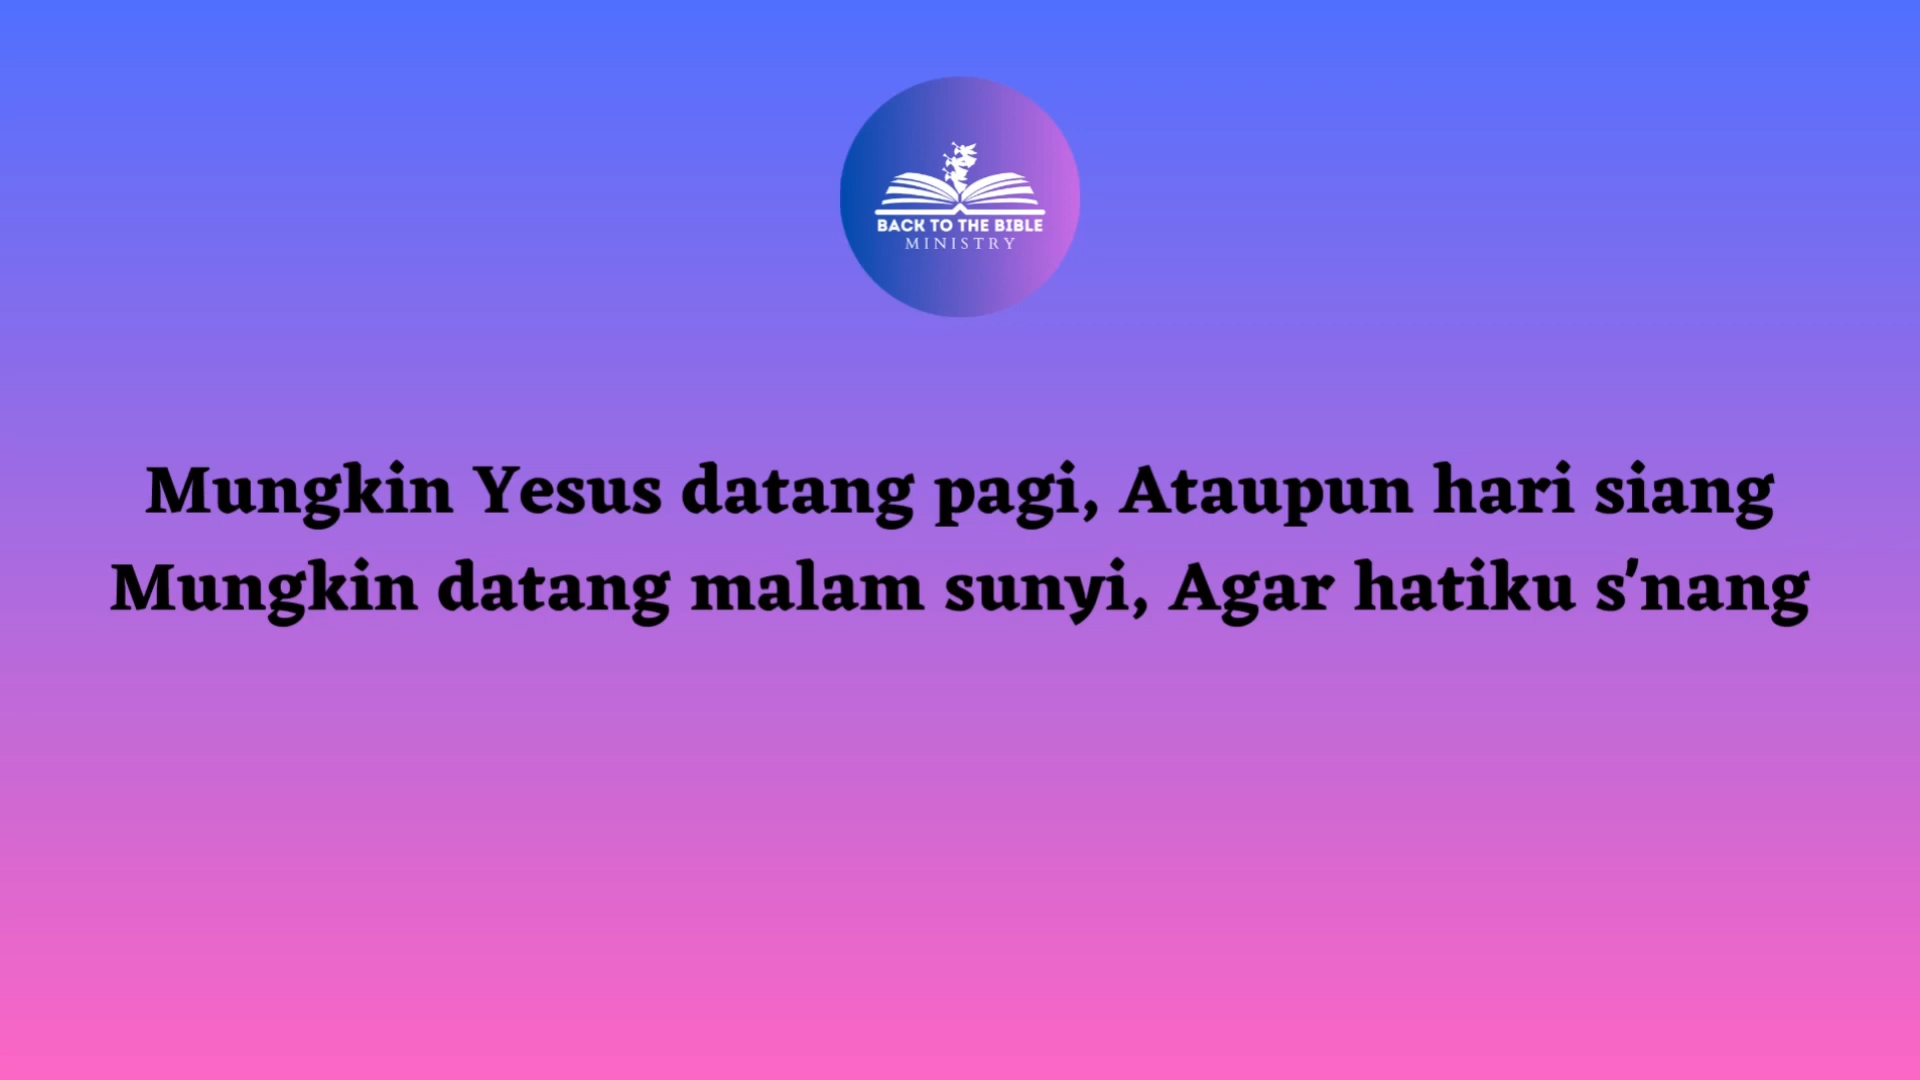 BACK TO THE BIBLE
MINISTRY
Mungkin Yesus datang pagi, Ataupun hari siang
Mungkin datang malam sunyi, Agar hatiku s'nang